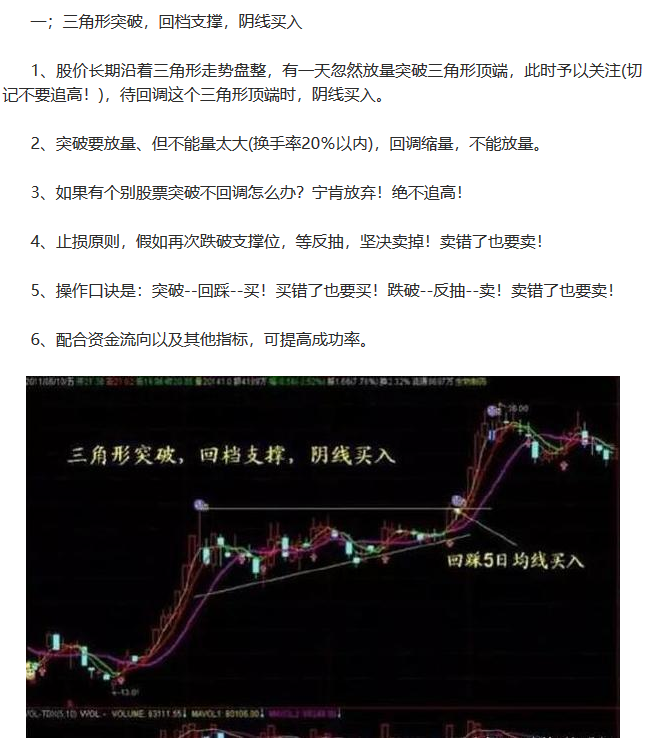 一；三角形突破，回档支撑，阴线买入
1、股价长期沿着三角形走势盘整，有一天忽然放量突破三角形顶端，此时予以关注(切
记不要追高！)，待回调这个三角形顶端时，阴线买入。
2、突破要放量、但不能量太大(换手率20%以内)，回调缩量，不能放量。
3、如果有个别股票突破不回调怎么办？宁肯放弃！绝不追高！
4、止损原则，假如再次跌破支撑位，等反抽，坚决卖掉！卖错了也要卖！
5、操作口诀是：突破--回踩--买！买错了也要买！跌破--反抽--卖！卖错了也要卖！
6、配合资金流向以及其他指标，可提高成功率。
三角形突破，回档支撑，阴线买入
回踩5日均线买入
VOL-TDX(5,10) VVOL - VOLUME: 63111.55↓ MAVOL1: 80106.00↓